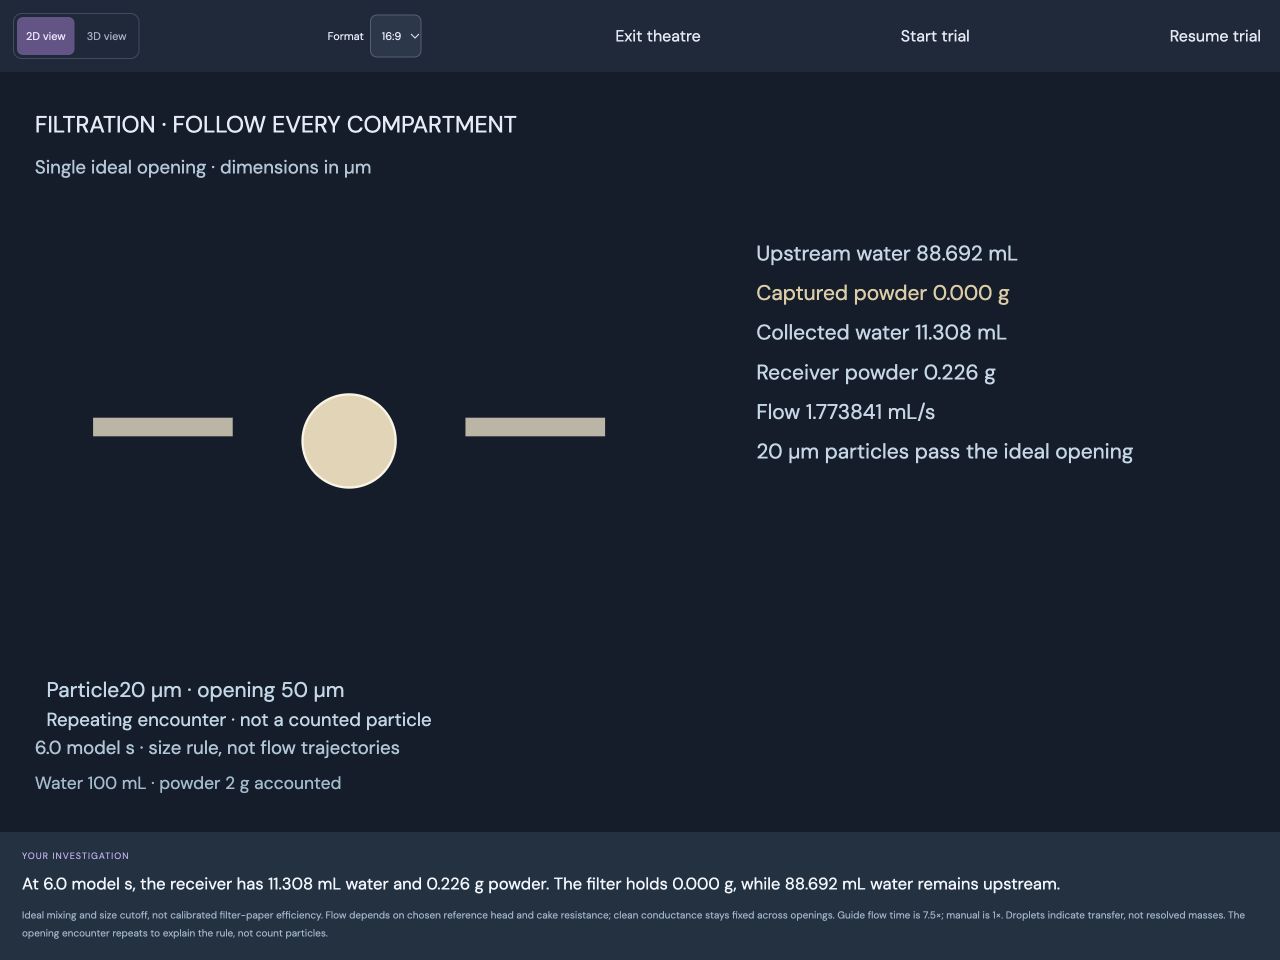 2D view
3D view
Format
16:9
Exit theatre
Start trial
Resume trial
FILTRATION · FOLLOW EVERY COMPARTMENT
Single ideal opening · dimensions in µm
Upstream water 88.692 mL
Captured powder 0.000 g
Collected water 11.308 mL
Receiver powder 0.226 g
Flow 1.773841 mL/s
20 µm particles pass the ideal opening
Particle20 µm · opening 50 µm
Repeating encounter · not a counted particle
6.0 model s · size rule, not flow trajectories
Water 100 mL · powder 2 g accounted
YOUR INVESTIGATION
At 6.0 model s, the receiver has 11.308 mL water and 0.226 g powder. The filter holds 0.000 g, while 88.692 mL water remains upstream.
Ideal mixing and size cutoff, not calibrated filter-paper efficiency. Flow depends on chosen reference head and cake resistance; clean conductance stays fixed across openings. Guide flow time is 7.5×; manual is 1×. Droplets indicate transfer, not resolved masses. The
opening encounter repeats to explain the rule, not count particles.